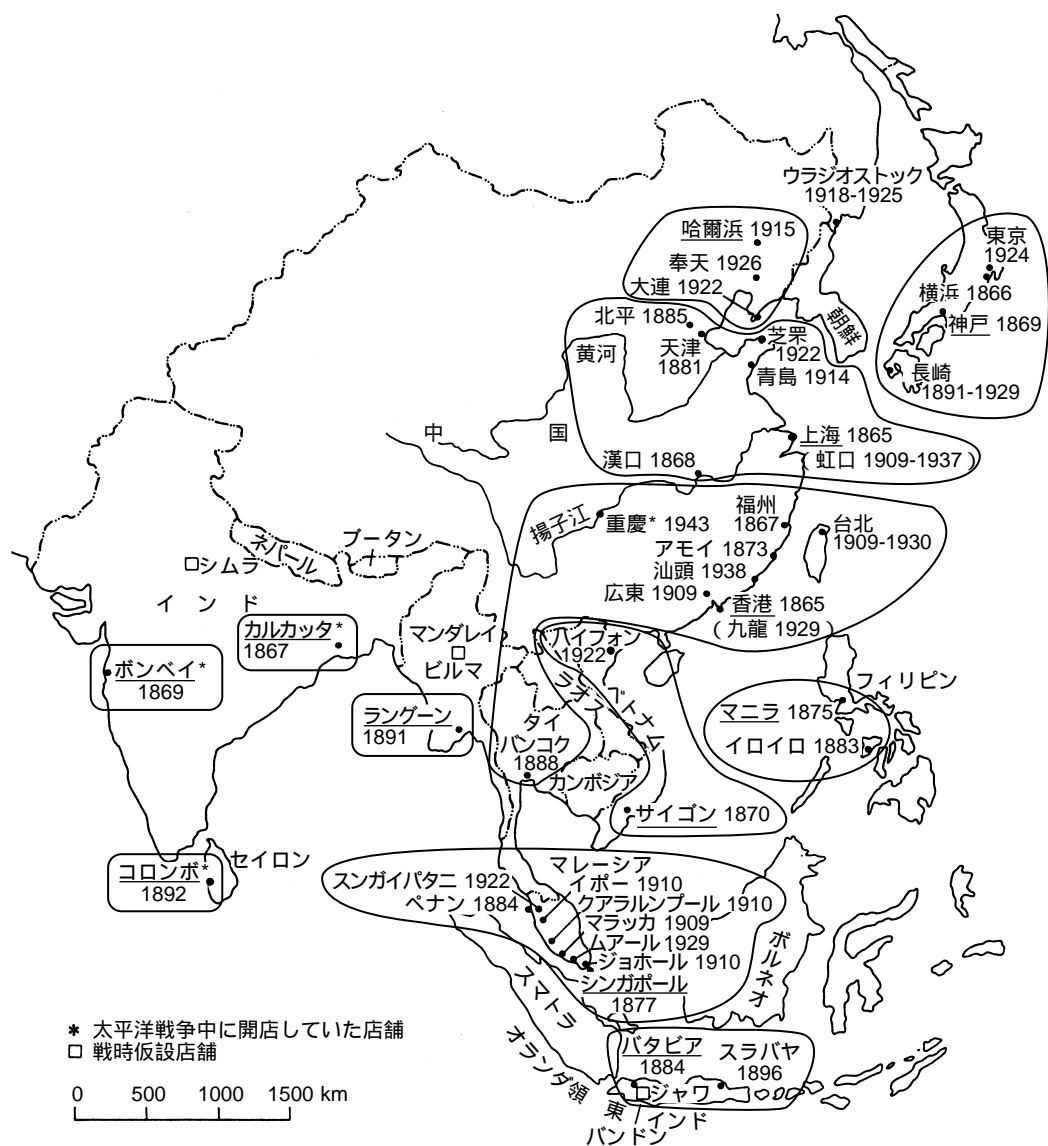 ウラジオストック
1918-1925
哈爾浜 1915
奉天 1926
大連 1922
東京
1924
横浜 1866
神戸 1869
長崎
1891-1929
朝鮮
北平 1885
天津
1881
芝罘
1922
青島 1914
黄河
中国
上海 1865
(虹口 1909-1937)
漢口 1868
揚子江
重慶* 1943
福州
1867
アモイ 1873
汕頭 1938
広東 1909
香港 1865
(九龍 1929)
台北
1909-1930
シムラ
ネパール
ブータン
インド
カルカッタ*
1867
ボンベイ*
1869
マンダレイ
ビルマ
ラングーン
1891
ハイフォン
1922
ラオス
ベトナム
タイ
バンコク
1888
カンボジア
サイゴン 1870
フィリピン
マニラ 1875
イロイロ 1883
コロンボ*
1892
セイロン
マレーシア
スンガイパタニ 1922
イポー 1910
ペナン 1884
クアラルンプール 1910
マラッカ 1909
ムアール 1929
ジョホール 1910
シンガポール
1877
ボルネオ
スマトラ
オランダ領東インド
バタビア
1884
スラバヤ
1896
ジャワ
バンドン
* 太平洋戦争中に開店していた店舗
□ 戦時仮設店舗
0 500 1000 1500 km